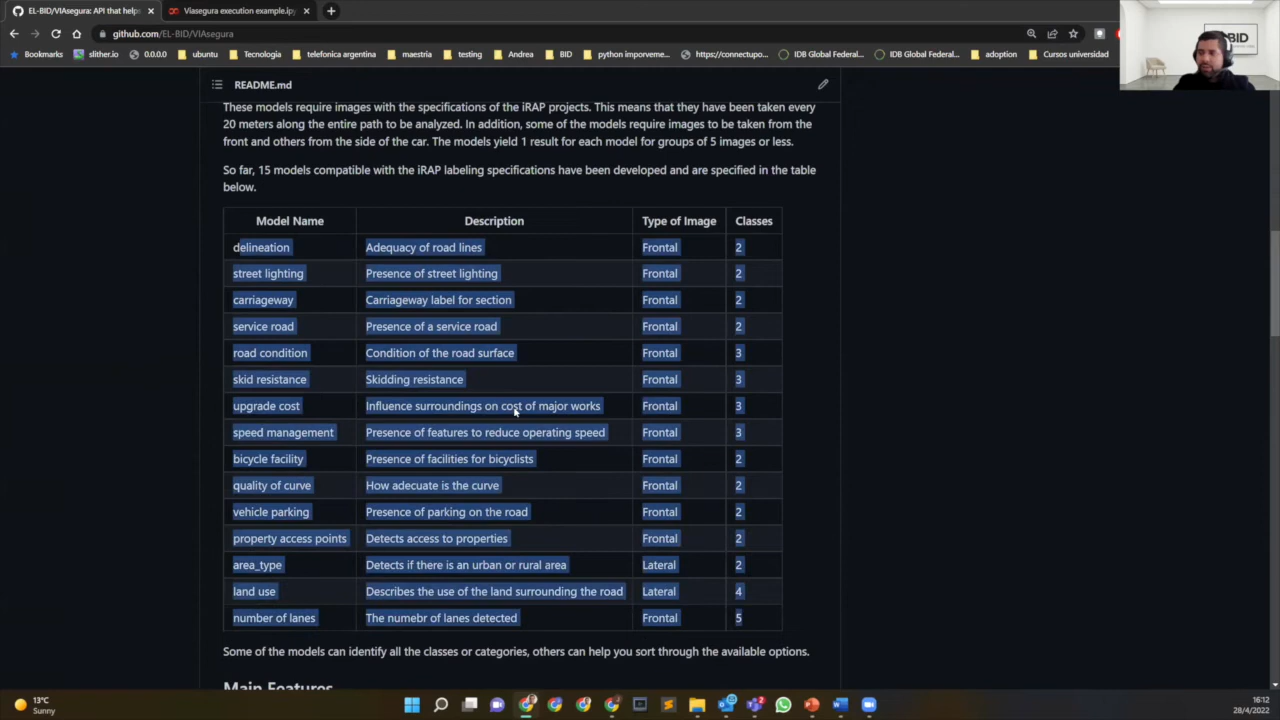 EL-BID/VIAsegura: API that help
Viasegura execution example.ipy
github.com/EL-BID/VIAsegura
Bookmarks slither.io 0.0.0.0 ubuntu Tecnologia telefonica argentina maestria testing Andrea BID python imporveme... https://connectupo... IDB Global Federal... IDB Global Federal... adoption Cursos universidad
BID
README.md
These models require images with the specifications of the iRAP projects. This means that they have been taken every
20 meters along the entire path to be analyzed. In addition, some of the models require images to be taken from the
front and others from the side of the car. The models yield 1 result for each model for groups of 5 images or less.
So far, 15 models compatible with the iRAP labeling specifications have been developed and are specified in the table
below.
Model Name Description Type of Image Classes
delineation Adequacy of road lines Frontal 2
street lighting Presence of street lighting Frontal 2
carriageway Carriageway label for section Frontal 2
service road Presence of a service road Frontal 2
road condition Condition of the road surface Frontal 3
skid resistance Skidding resistance Frontal 3
upgrade cost Influence surroundings on cost of major works Frontal 3
speed management Presence of features to reduce operating speed Frontal 3
bicycle facility Presence of facilities for bicyclists Frontal 2
quality of curve How adequate is the curve Frontal 2
vehicle parking Presence of parking on the road Frontal 2
property access points Detects access to properties Frontal 2
area_type Detects if there is an urban or rural area Lateral 2
land use Describes the use of the land surrounding the road Lateral 4
number of lanes The numebr of lanes detected Frontal 5
Some of the models can identify all the classes or categories, others can help you sort through the available options.
Main Features
13°C
Sunny
16:12
28/4/2022